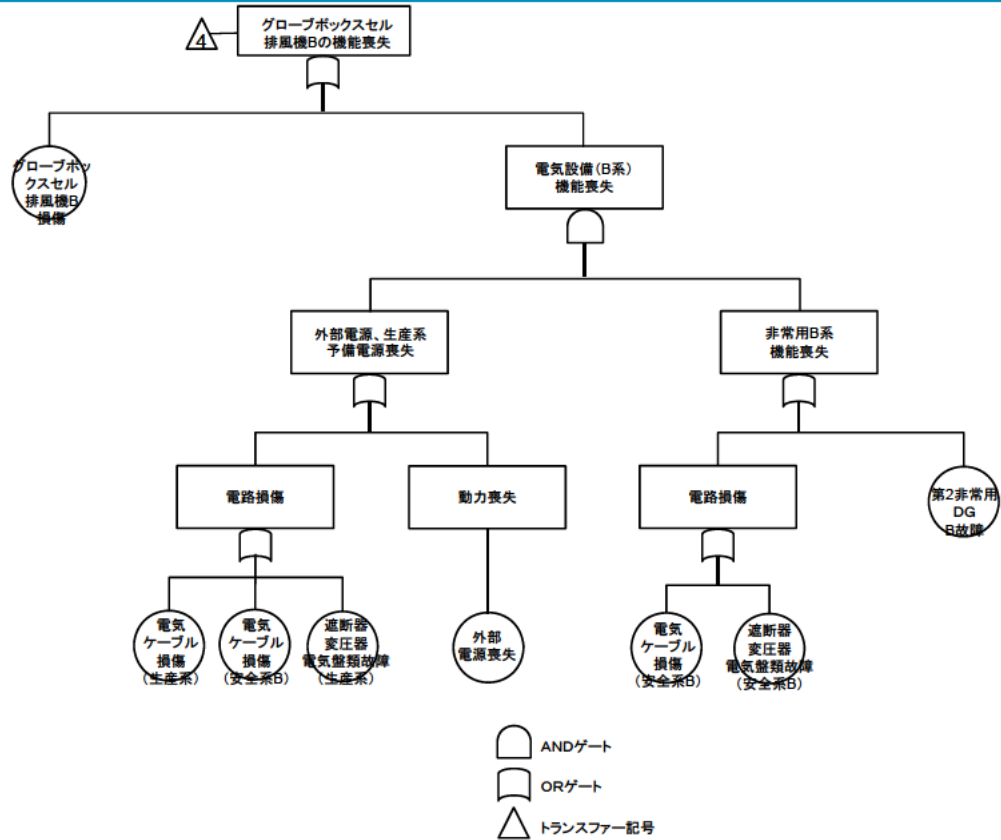 4
グローブボックスセル
排風機Bの機能喪失
グローブボッ
クスセル
排風機B
損傷
電気設備(B系)
機能喪失
外部電源、生産系
予備電源喪失
非常用B系
機能喪失
電路損傷
動力喪失
電路損傷
第2非常用
DG
B故障
電気
ケーブル
損傷
(生産系)
電気
ケーブル
損傷
(安全系B)
遮断器
変圧器
電気盤類故障
(生産系)
外部
電源喪失
電気
ケーブル
損傷
(安全系B)
遮断器
変圧器
電気盤類故障
(安全系B)
ANDゲート
ORゲート
トランスファー記号